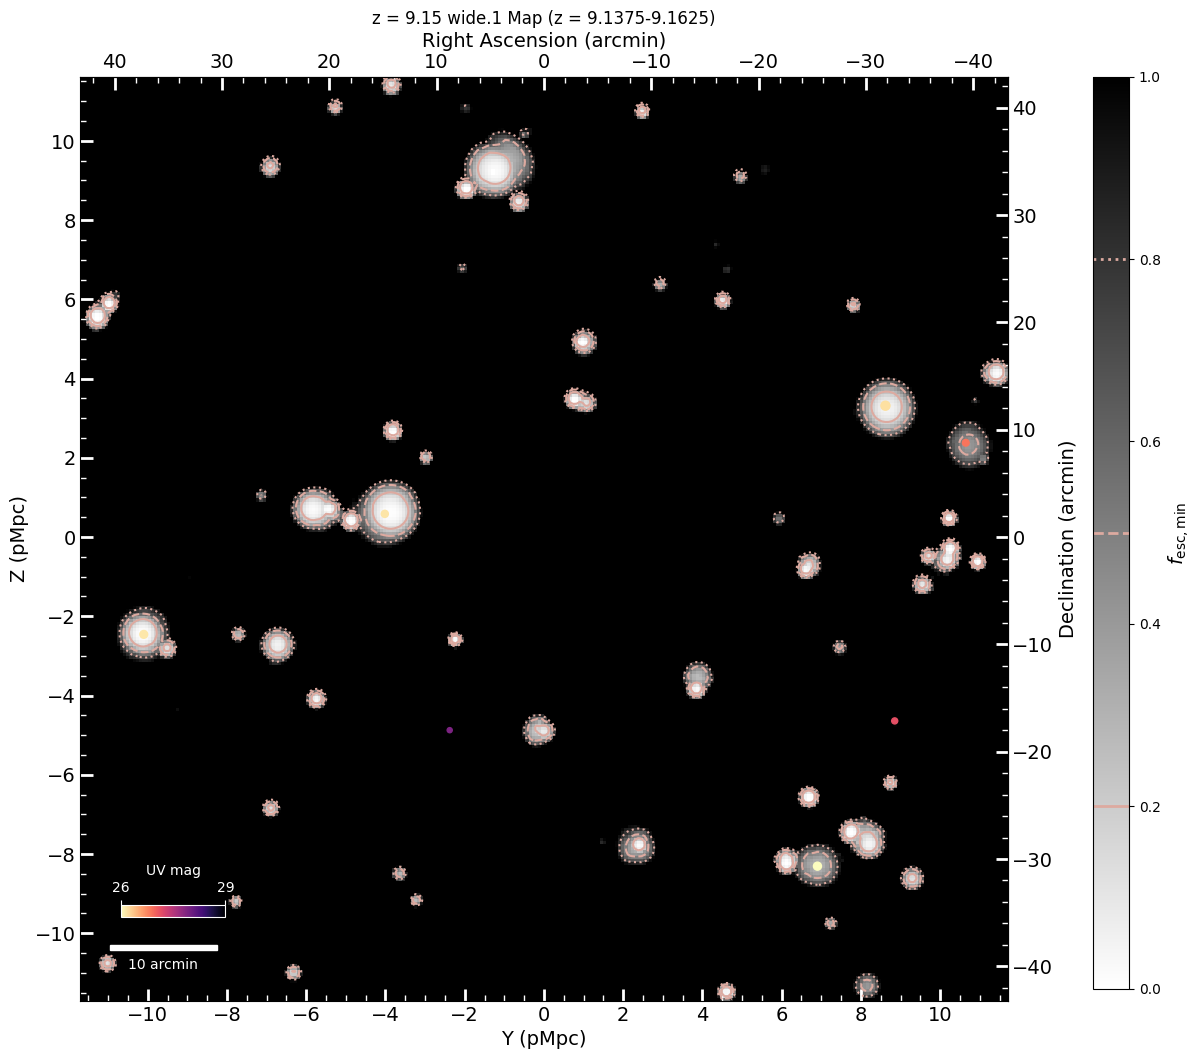 z = 9.15 wide.1 Map (z = 9.1375-9.1625)
Right Ascension (arcmin)
40 30 20 10 0 −10 −20 −30 −40
10
8
6
4
2
0
−2
−4
−6
−8
−10
Z (pMpc)
40
30
20
10
0
−10
−20
−30
−40
Declination (arcmin)
1.0
0.8
0.6
0.4
0.2
0.0
fesc, min
UV mag
26 29
10 arcmin
−10 −8 −6 −4 −2 0 2 4 6 8 10
Y (pMpc)